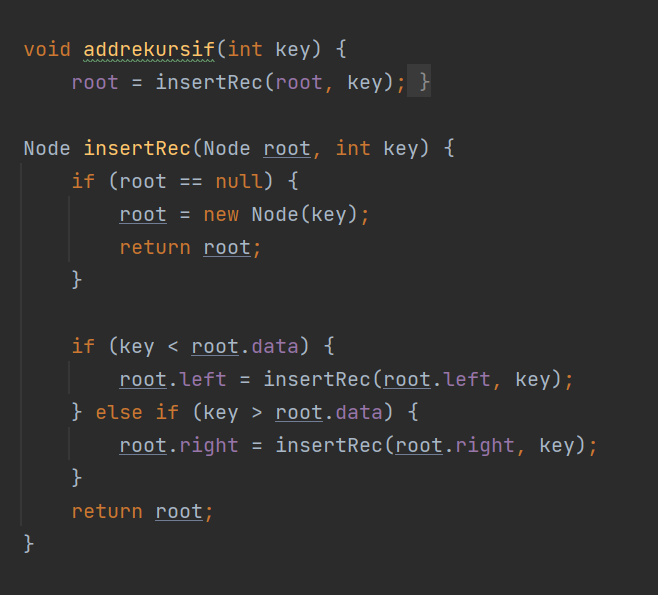 void addrekursif(int key) {
    root = insertRec(root, key); }
Node insertRec(Node root, int key) {
    if (root == null) {
        root = new Node(key);
        return root;
    }
    if (key < root.data) {
        root.left = insertRec(root.left, key);
    } else if (key > root.data) {
        root.right = insertRec(root.right, key);
    }
    return root;
}